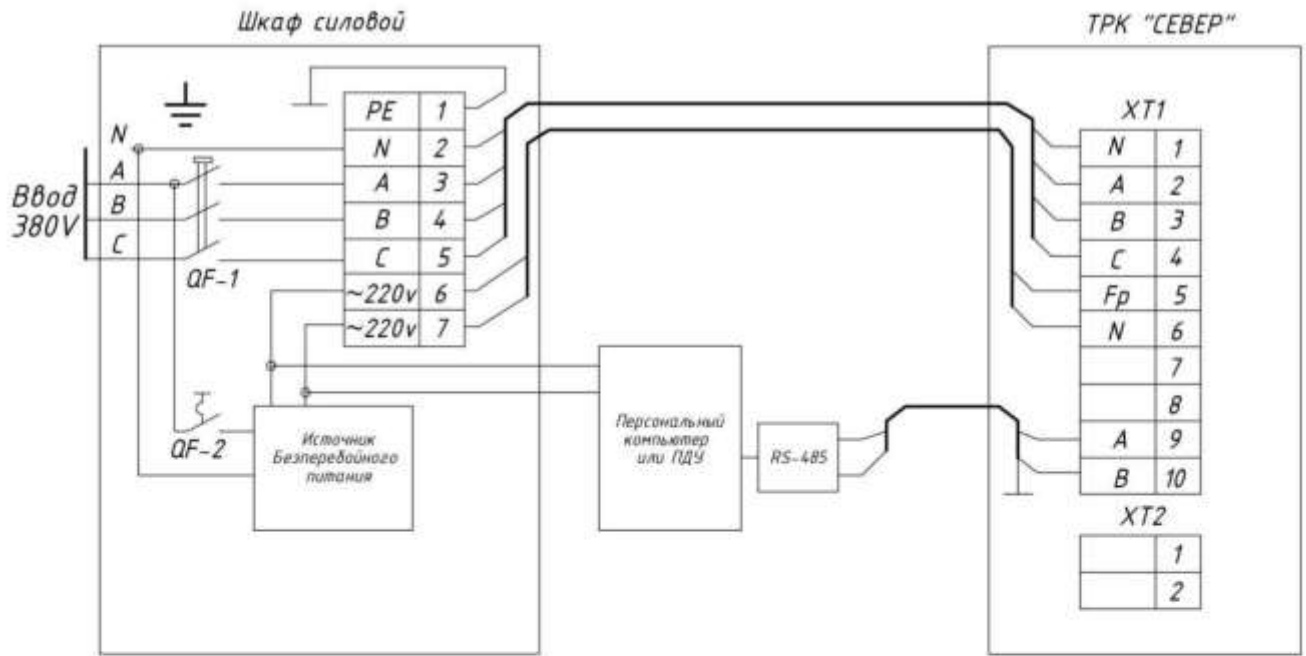 Шкаф силовой
ТРК "СЕВЕР"
PE 1
N 2
A 3
B 4
C 5
~220v 6
~220v 7
N
A
B
C
Ввод
380V
QF-1
QF-2
Источник
Безперебойного
питания
Персональный
компьютер
или ПДУ
RS-485
XT1
N 1
A 2
B 3
C 4
Fp 5
N 6
7
8
A 9
B 10
XT2
1
2